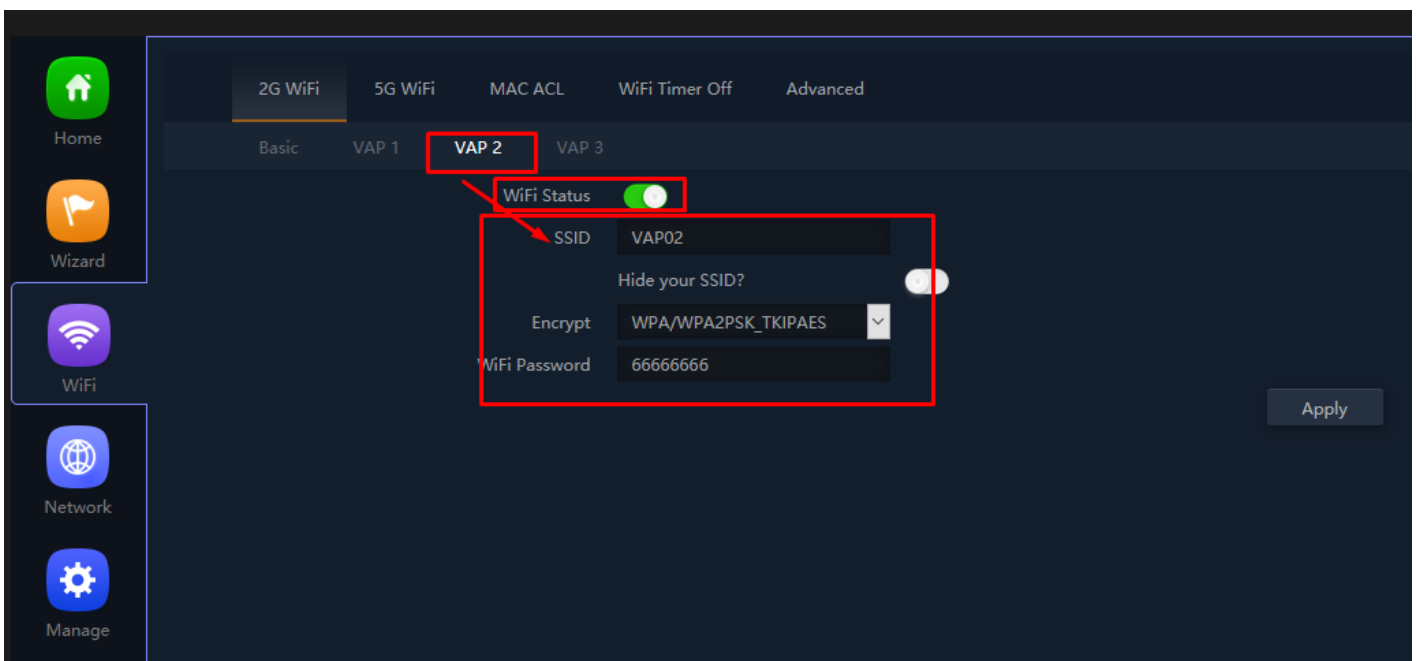 2G WiFi 5G WiFi MAC ACL WiFi Timer Off Advanced
Home
Basic VAP 1 VAP 2 VAP 3
WiFi Status
SSID VAP02
Wizard
Hide your SSID?
Encrypt WPA/WPA2PSK_TKIPAES
WiFi Password 66666666
WiFi
Apply
Network
Manage